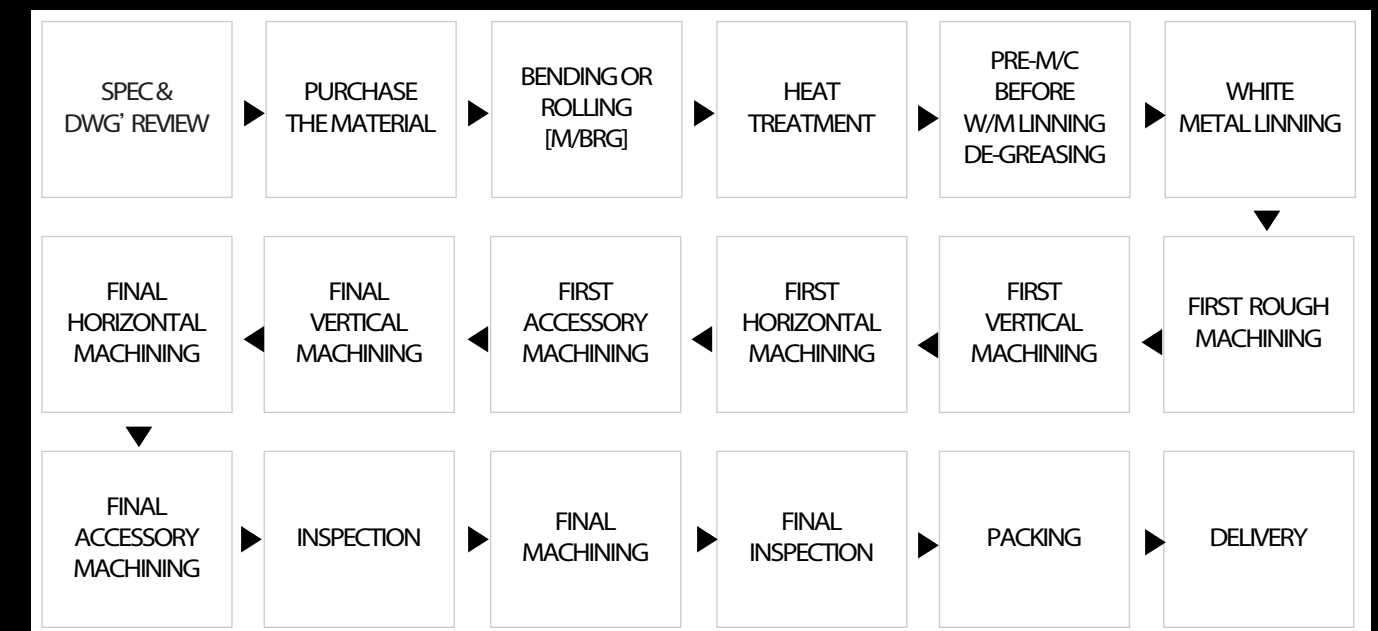 SPEC &
DWG' REVIEW
PURCHASE
THE MATERIAL
BENDING OR
ROLLING
[M/BRG]
HEAT
TREATMENT
PRE-M/C
BEFORE
W/M LINNING
DE-GREASING
WHITE
METAL LINNING
FIRST ROUGH
MACHINING
FIRST
VERTICAL
MACHINING
FIRST
HORIZONTAL
MACHINING
FIRST
ACCESSORY
MACHINING
FINAL
VERTICAL
MACHINING
FINAL
HORIZONTAL
MACHINING
FINAL
ACCESSORY
MACHINING
INSPECTION
FINAL
MACHINING
FINAL
INSPECTION
PACKING
DELIVERY